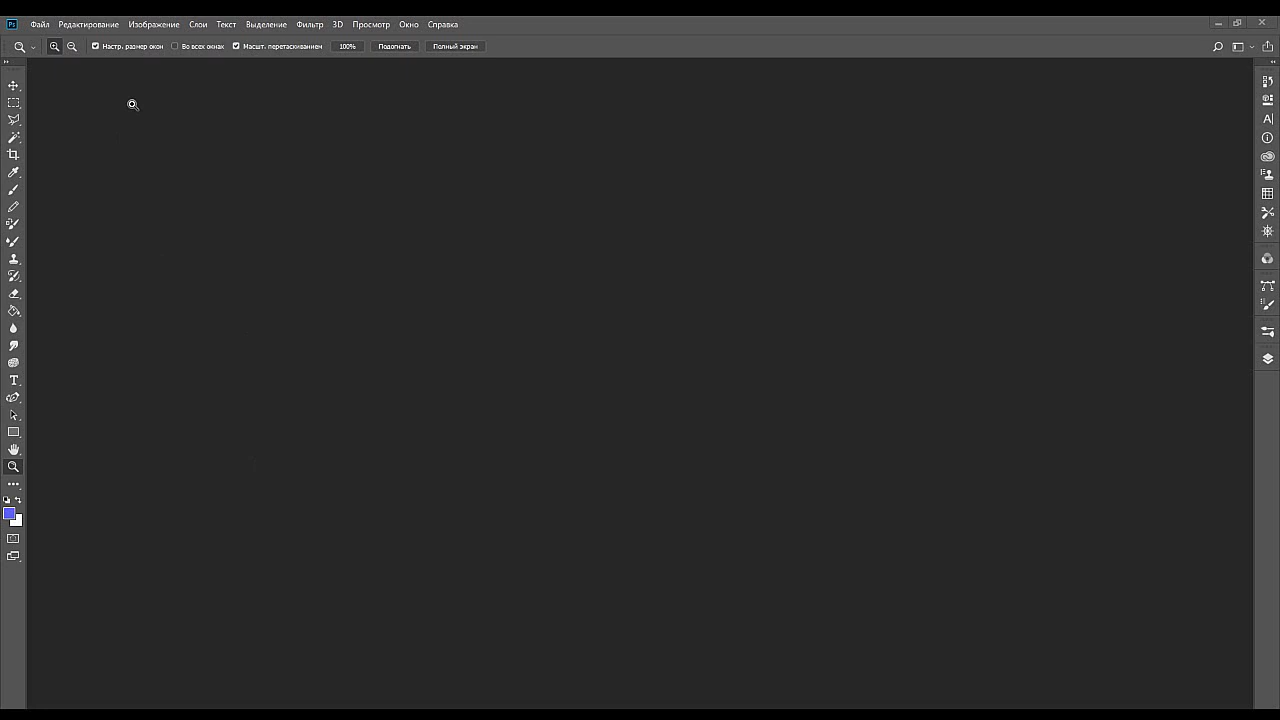 Ps Файл Редактирование Изображение Слои Текст Выделение Фильтр 3D Просмотр Окно Справка
Настр. размер окон Во всех окнах Масшт. перетаскиванием 100% Подогнать Полный экран